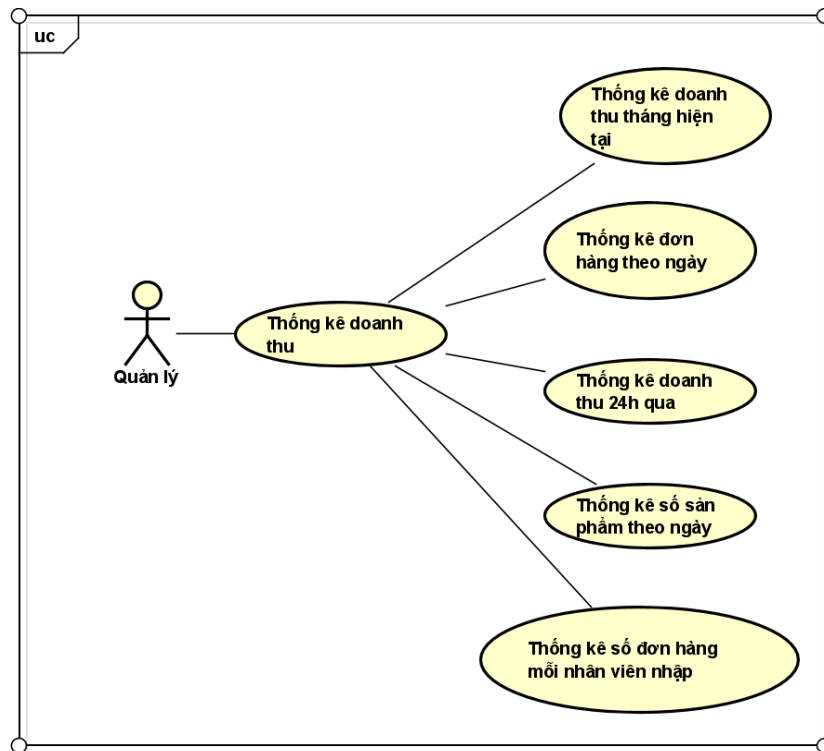 uc
Thống kê doanh
thu tháng hiện
tại
Thống kê đơn
hàng theo ngày
Thống kê doanh
thu
Quản lý
Thống kê doanh
thu 24h qua
Thống kê số sản
phẩm theo ngày
Thống kê số đơn hàng
mỗi nhân viên nhập